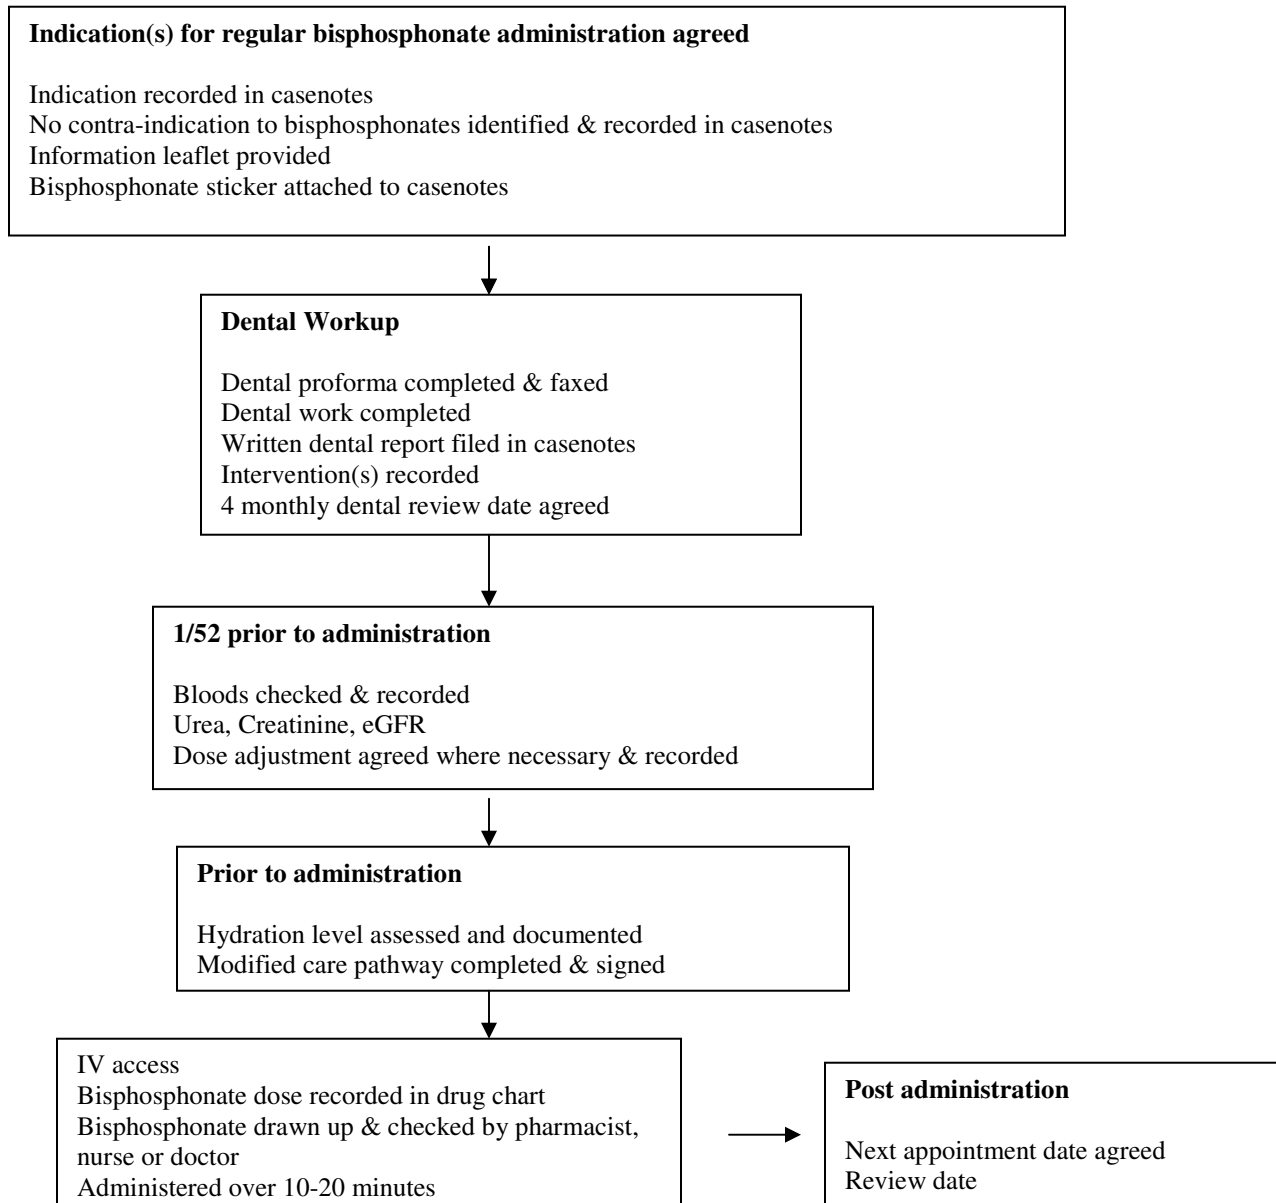 Indication(s) for regular bisphosphonate administration agreed
Indication recorded in casenotes
No contra-indication to bisphosphonates identified & recorded in casenotes
Information leaflet provided
Bisphosphonate sticker attached to casenotes
Dental Workup
Dental proforma completed & faxed
Dental work completed
Written dental report filed in casenotes
Intervention(s) recorded
4 monthly dental review date agreed
1/52 prior to administration
Bloods checked & recorded
Urea, Creatinine, eGFR
Dose adjustment agreed where necessary & recorded
Prior to administration
Hydration level assessed and documented
Modified care pathway completed & signed
IV access
Bisphosphonate dose recorded in drug chart
Bisphosphonate drawn up & checked by pharmacist,
nurse or doctor
Administered over 10-20 minutes
Post administration
Next appointment date agreed
Review date